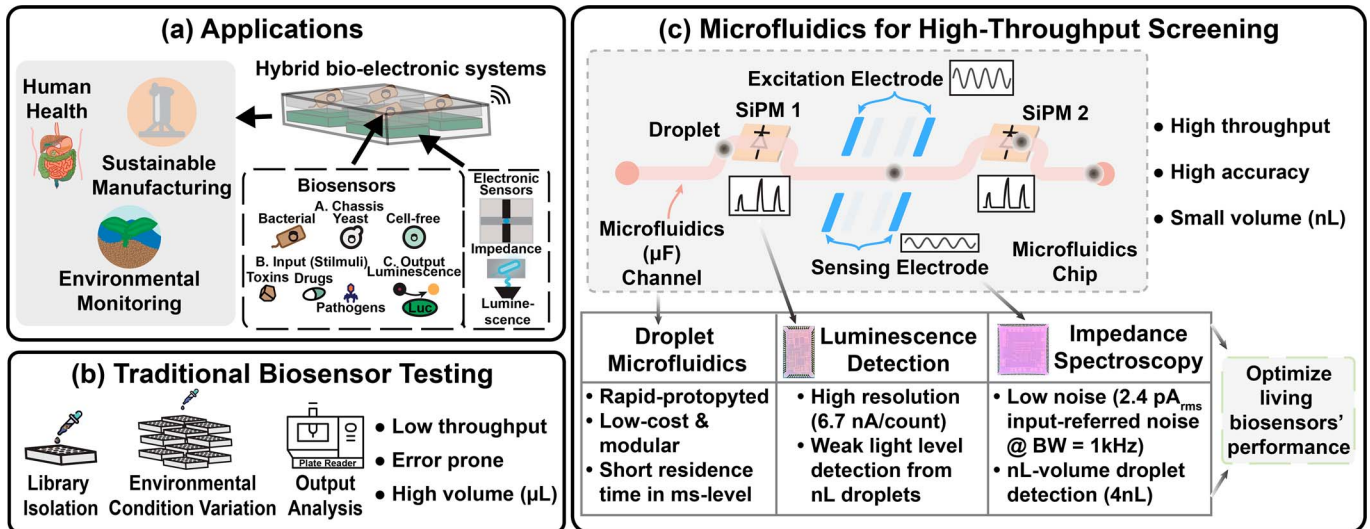 (a) Applications
Human
Health
Sustainable
Manufacturing
Environmental
Monitoring
Hybrid bio-electronic systems
Biosensors
A. Chassis
Bacterial
Yeast
Cell-free
B. Input (Stilmuli)
Toxins
Drugs
Pathogens
C. Output
Luminescence
Luc
Electronic
Sensors
Impedance
Lumine-
scence
(b) Traditional Biosensor Testing
Library
Isolation
Environmental
Condition Variation
Plate Reader
Output
Analysis
● Low throughput
● Error prone
● High volume (µL)
(c) Microfluidics for High-Throughput Screening
Excitation Electrode
SiPM 1
SiPM 2
Droplet
Microfluidics
(µF)
Channel
Sensing Electrode
Microfluidics
Chip
● High throughput
● High accuracy
● Small volume (nL)
Droplet
Microfluidics
• Rapid-protopyted
• Low-cost &
modular
• Short residence
time in ms-level
Luminescence
Detection
• High resolution
(6.7 nA/count)
• Weak light level
detection from
nL droplets
Impedance
Spectroscopy
• Low noise (2.4 pArms
input-referred noise
@ BW = 1kHz)
• nL-volume droplet
detection (4nL)
Optimize
living
biosensors'
performance